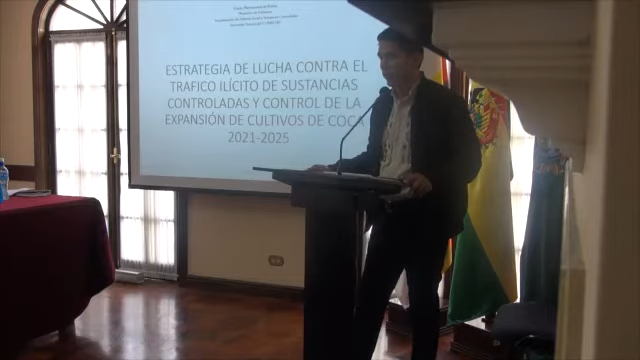 ESTRATEGIA DE LUCHA CONTRA EL
TRAFICO ILÍCITO DE SUSTANCIAS
CONTROLADAS Y CONTROL DE LA
EXPANSIÓN DE CULTIVOS DE COCA
2021-2025